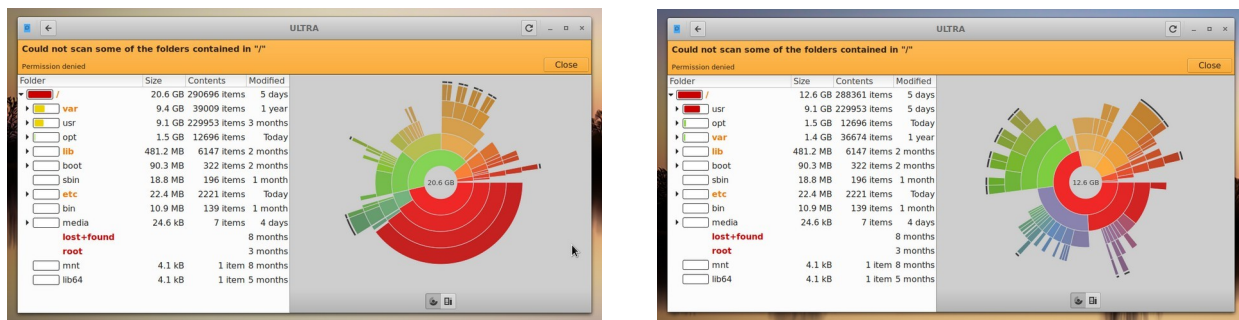 ULTRA
Could not scan some of the folders contained in "/"
Permission denied
Close
Folder Size Contents Modified
/ 20.6 GB 290696 items 5 days
var 9.4 GB 39009 items 1 year
usr 9.1 GB 229953 items 3 months
opt 1.5 GB 12696 items Today
lib 481.2 MB 6147 items 2 months
boot 90.3 MB 322 items 2 months
sbin 18.8 MB 196 items 1 month
etc 22.4 MB 2221 items Today
bin 10.9 MB 139 items 1 month
media 24.6 kB 7 items 4 days
lost+found 8 months
root 3 months
mnt 4.1 kB 1 item 8 months
lib64 4.1 kB 1 item 5 months
20.6 GB
ULTRA
Could not scan some of the folders contained in "/"
Permission denied
Close
Folder Size Contents Modified
/ 12.6 GB 288361 items 5 days
usr 9.1 GB 229953 items 5 days
opt 1.5 GB 12696 items Today
var 1.4 GB 36674 items 1 year
lib 481.2 MB 6147 items 2 months
boot 90.3 MB 322 items 2 months
sbin 18.8 MB 196 items 1 month
etc 22.4 MB 2221 items Today
bin 10.9 MB 139 items 1 month
media 24.6 kB 7 items 4 days
lost+found 8 months
root 3 months
mnt 4.1 kB 1 item 8 months
lib64 4.1 kB 1 item 5 months
12.6 GB